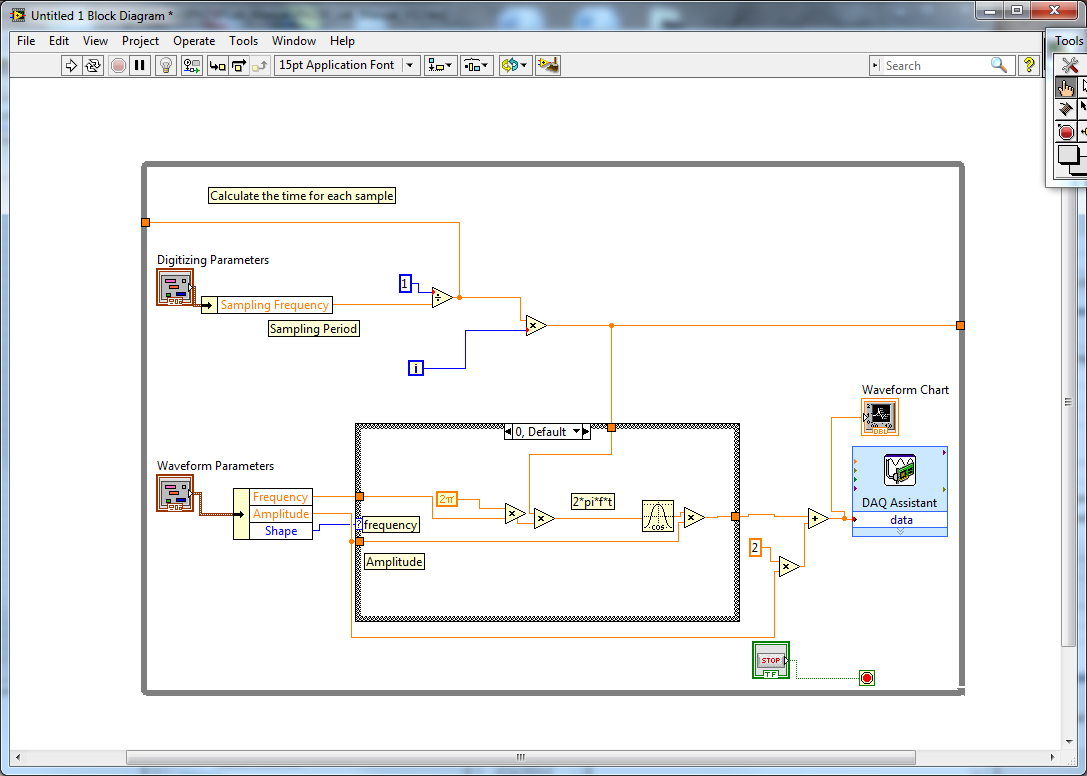 Untitled 1 Block Diagram *
File Edit View Project Operate Tools Window Help
15pt Application Font
Search
?
Tools
Calculate the time for each sample
Digitizing Parameters
1
÷
Sampling Frequency
Sampling Period
×
i
Waveform Chart
DBL
0, Default
Waveform Parameters
Frequency
Amplitude
Shape
2π
2*pi*f*t
×
×
cos
×
?
frequency
Amplitude
+
DAQ Assistant
data
2
×
STOP
TF